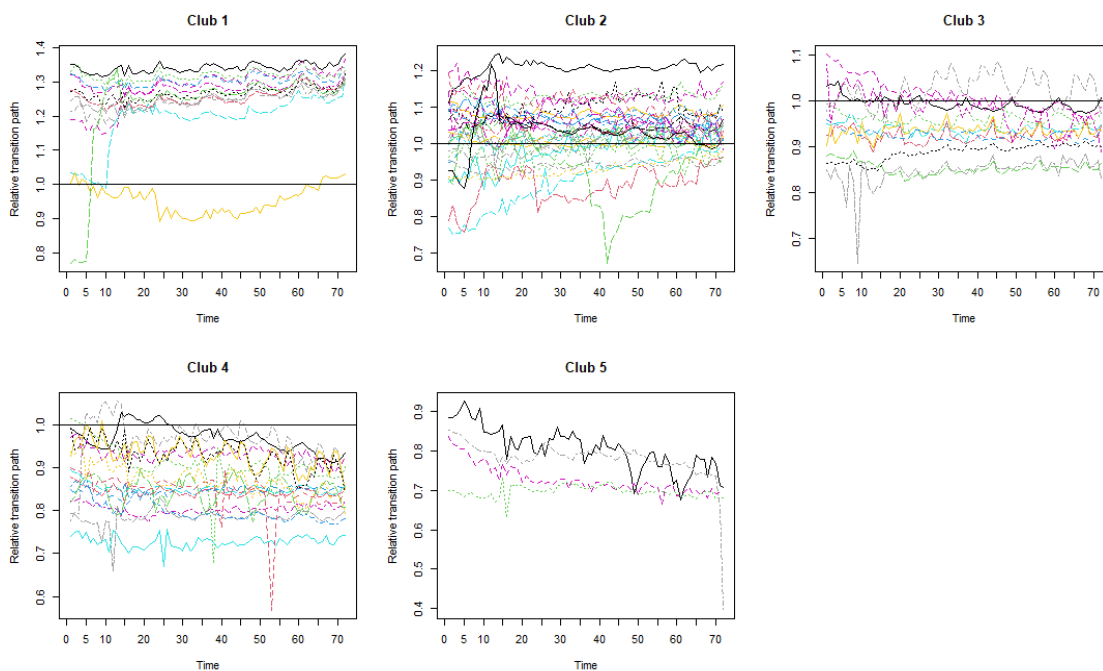 Club 1
Club 2
Club 3
Relative transition path
0.8 0.9 1.0 1.2 1.3 1.4
0 5 10 20 30 40 50 60 70
Time
Relative transition path
0.7 0.8 0.9 1.0 1.1 1.2
0 5 10 20 30 40 50 60 70
Time
Relative transition path
0.7 0.8 0.9 1.0 1.1
0 5 10 20 30 40 50 60 70
Time
Club 4
Club 5
Relative transition path
0.6 0.7 0.8 0.9 1.0
0 5 10 20 30 40 50 60 70
Time
Relative transition path
0.4 0.5 0.6 0.7 0.8 0.9
0 5 10 20 30 40 50 60 70
Time